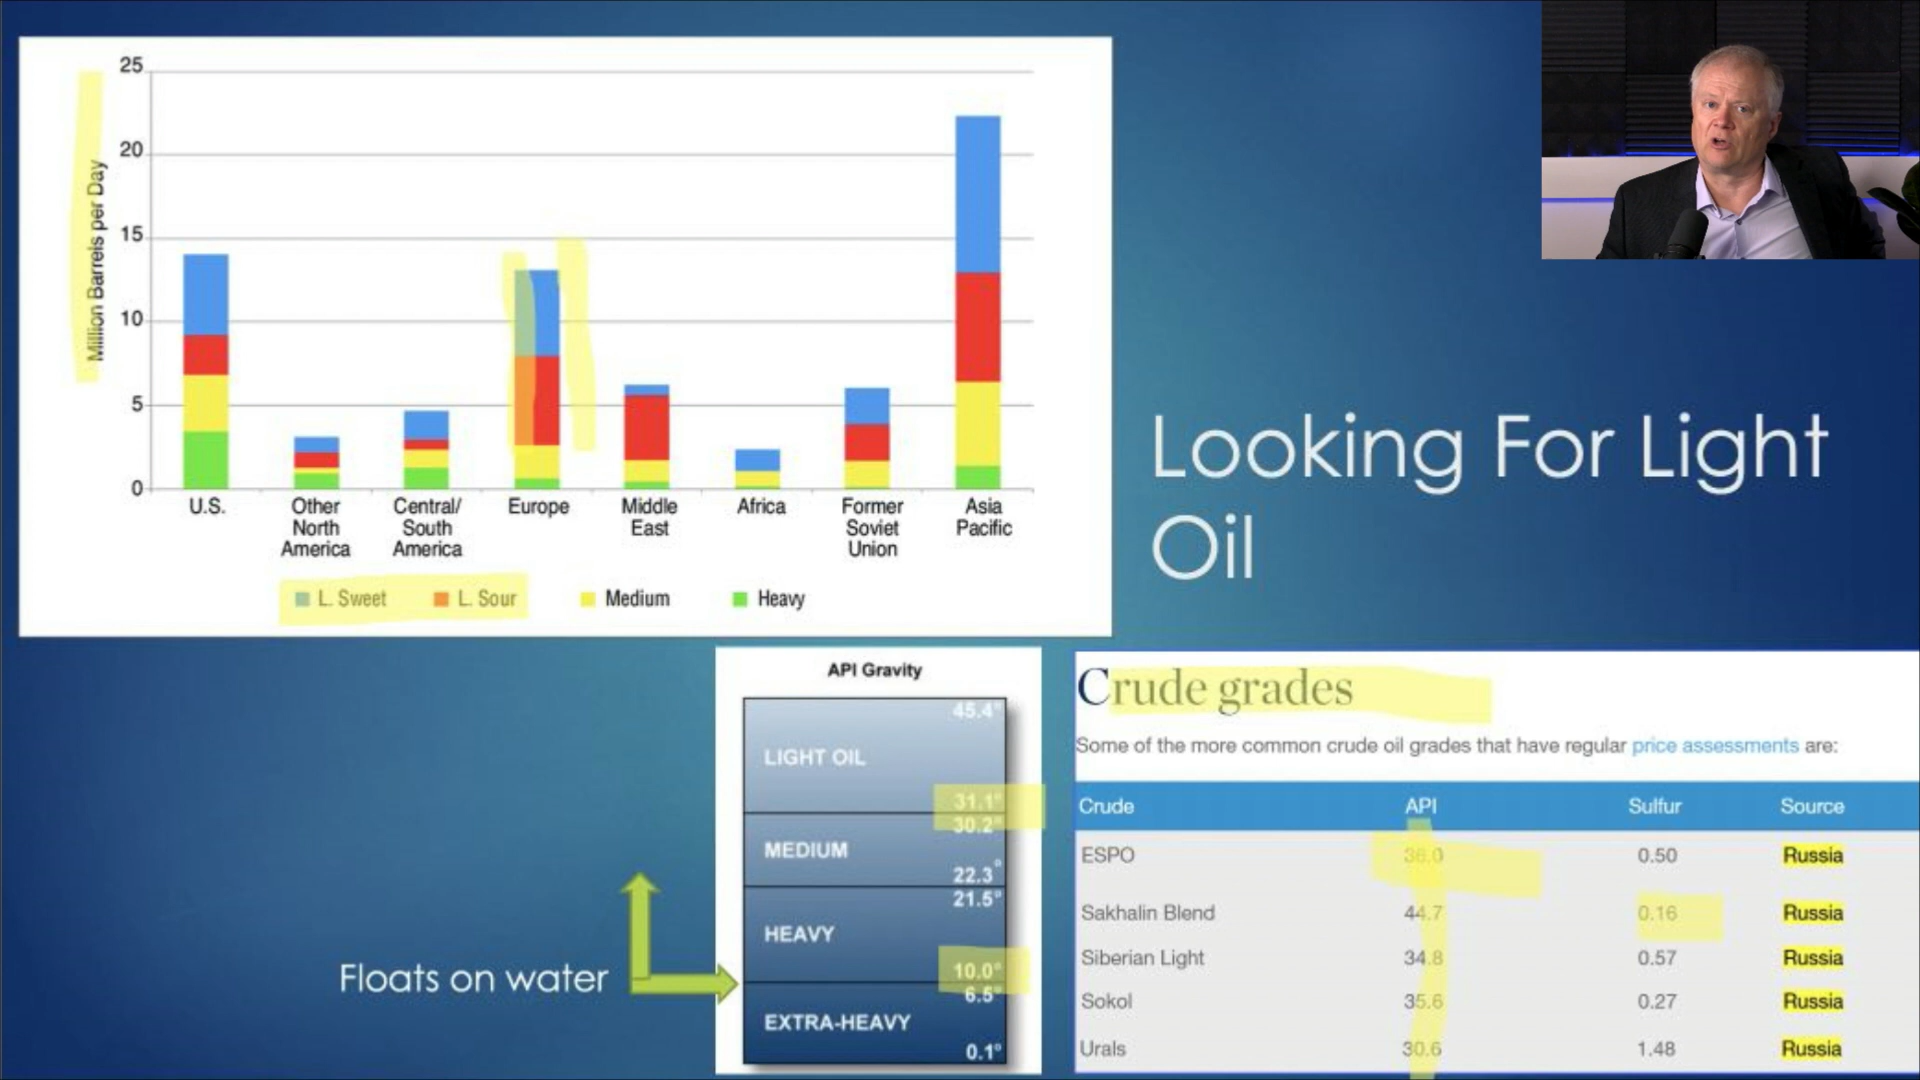 25
20
15
10
5
0
Million Barrels per Day
U.S.
Other
North
America
Central/
South
America
Europe
Middle
East
Africa
Former
Soviet
Union
Asia
Pacific
L. Sweet L. Sour Medium Heavy
Looking For Light
Oil
Floats on water
API Gravity
45.4°
LIGHT OIL
31.1°
30.2°
MEDIUM
22.3°
21.5°
HEAVY
10.0°
6.5°
EXTRA-HEAVY
0.1°
Crude grades
Some of the more common crude oil grades that have regular price assessments are:
Crude API Sulfur Source
ESPO 36.0 0.50 Russia
Sakhalin Blend 44.7 0.16 Russia
Siberian Light 34.8 0.57 Russia
Sokol 35.6 0.27 Russia
Urals 30.6 1.48 Russia